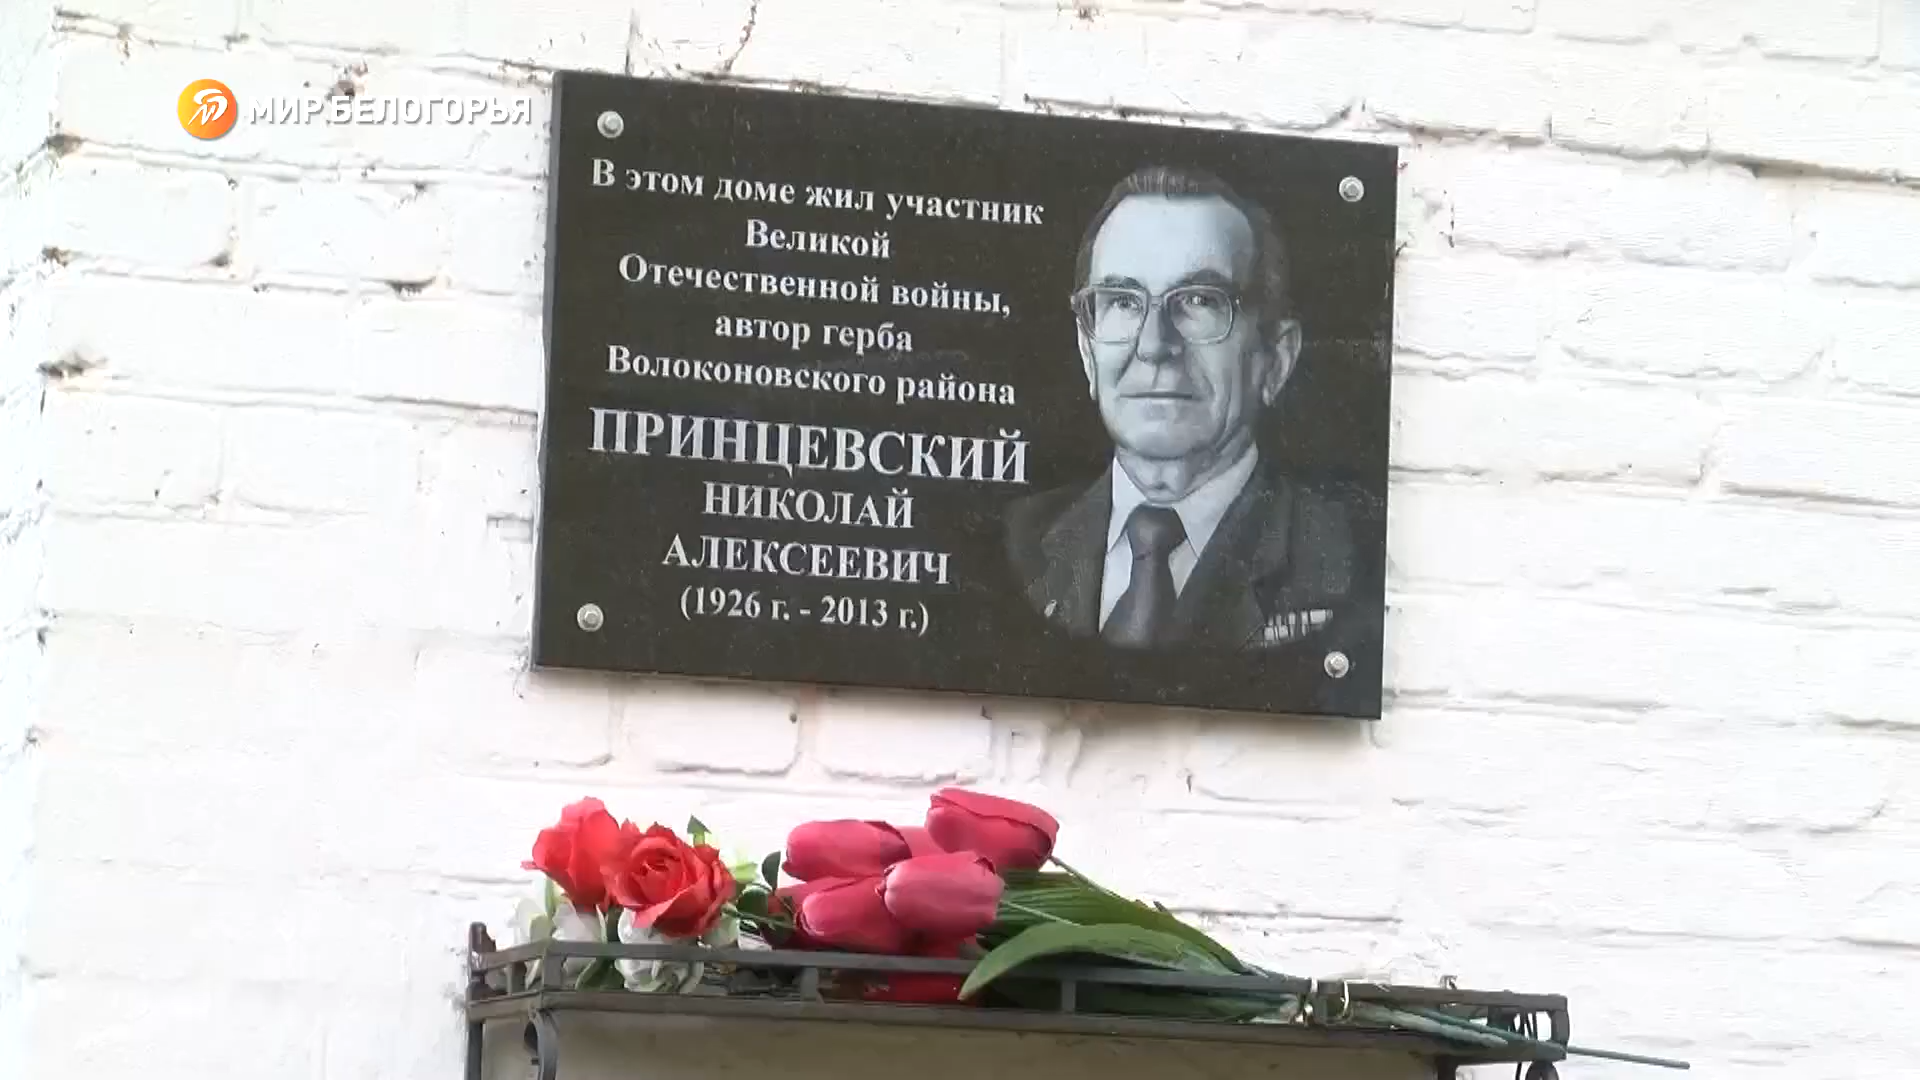 МИР БЕЛОГОРЬЯ
В этом доме жил участник
Великой
Отечественной войны,
автор герба
Волоконовского района
ПРИНЦЕВСКИЙ
НИКОЛАЙ
АЛЕКСЕЕВИЧ
(1926 г. - 2013 г.)